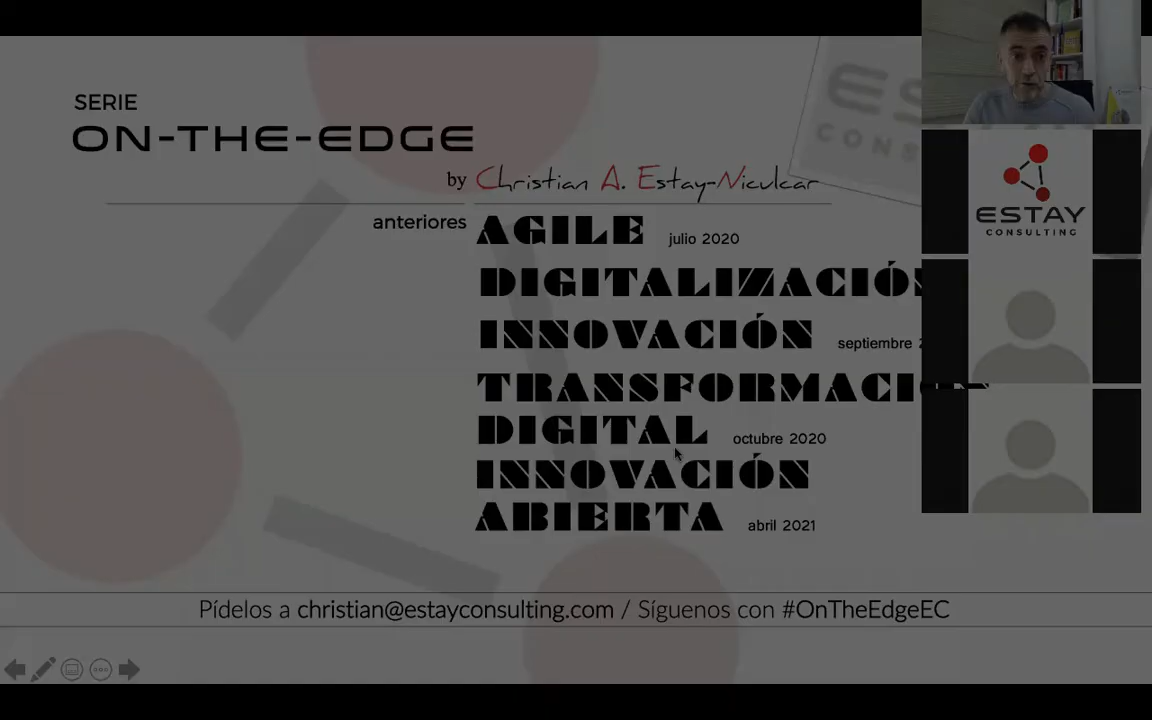 SERIE
ON-THE-EDGE
by Christian A. Estay-Niculcar
anteriores
AGILE julio 2020
DIGITALIZACIÓN
INNOVACIÓN septiembre
TRANSFORMACIÓN
DIGITAL octubre 2020
INNOVACIÓN
ABIERTA abril 2021
Pídelos a christian@estayconsulting.com / Síguenos con #OnTheEdgeEC
ESTAY
CONSULTING